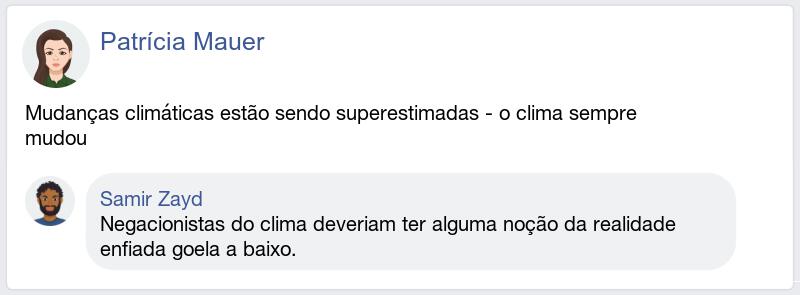 Patrícia Mauer
Mudanças climáticas estão sendo superestimadas - o clima sempre
mudou
Samir Zayd
Negacionistas do clima deveriam ter alguma noção da realidade
enfiada goela a baixo.